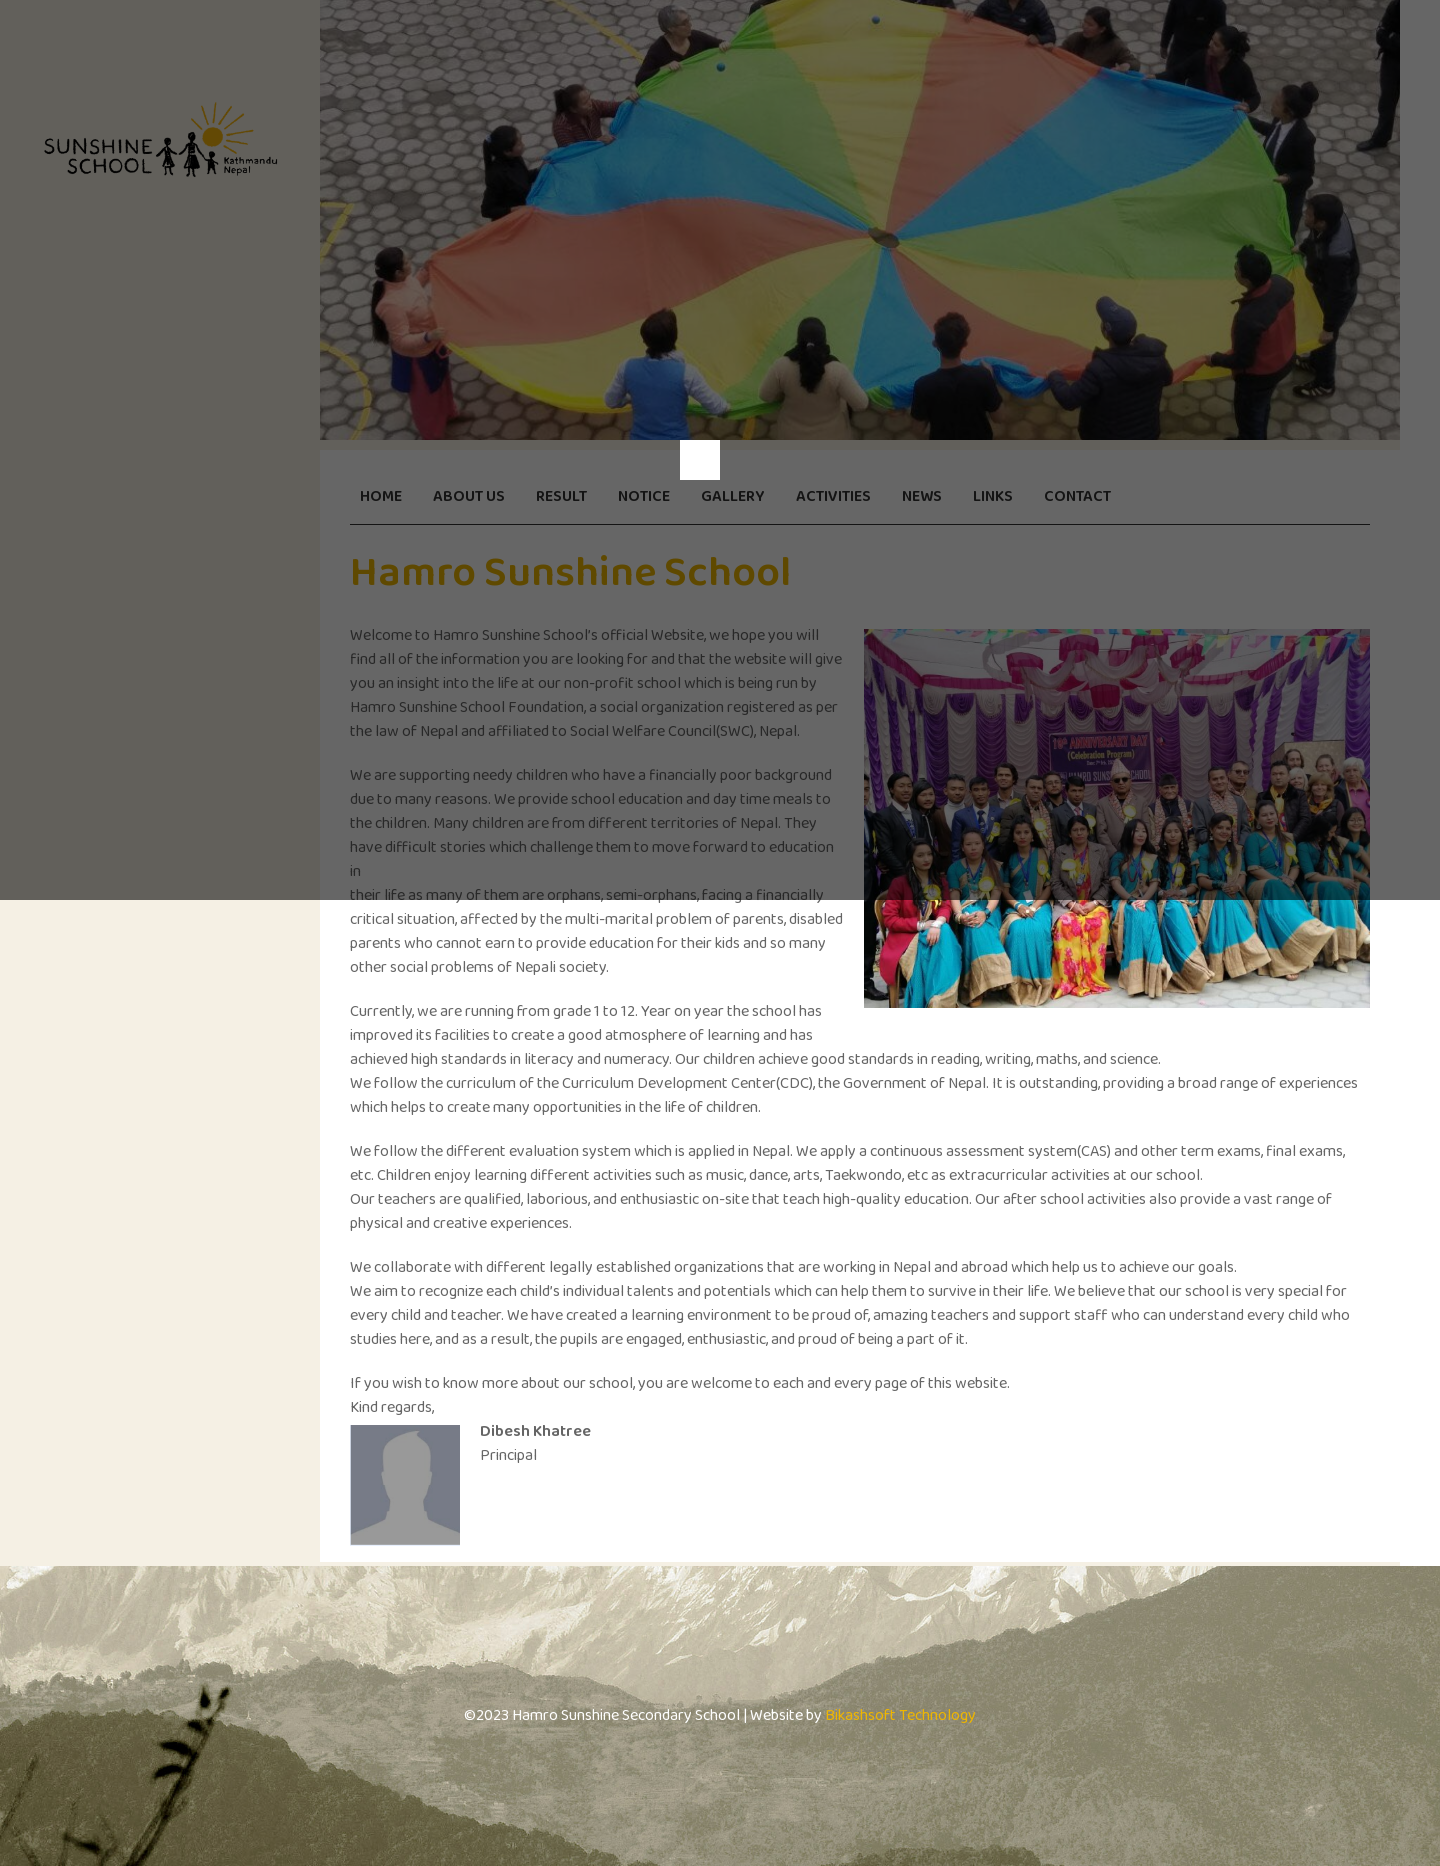 SUNSHINE
SCHOOL
Kathmandu
Nepal
HOME ABOUT US RESULT NOTICE GALLERY ACTIVITIES NEWS LINKS CONTACT
Hamro Sunshine School
Welcome to Hamro Sunshine School's official Website, we hope you will
find all of the information you are looking for and that the website will give
you an insight into the life at our non-profit school which is being run by
Hamro Sunshine School Foundation, a social organization registered as per
the law of Nepal and affiliated to Social Welfare Council(SWC), Nepal.
We are supporting needy children who have a financially poor background
due to many reasons. We provide school education and day time meals to
the children. Many children are from different territories of Nepal. They
have difficult stories which challenge them to move forward to education
in
their life as many of them are orphans, semi-orphans, facing a financially
critical situation, affected by the multi-marital problem of parents, disabled
parents who cannot earn to provide education for their kids and so many
other social problems of Nepali society.
ANNIVERSARY DAY
(Celebration Program)
HAMRO SUNSHINE SCHOOL
Currently, we are running from grade 1 to 12. Year on year the school has
improved its facilities to create a good atmosphere of learning and has
achieved high standards in literacy and numeracy. Our children achieve good standards in reading, writing, maths, and science.
We follow the curriculum of the Curriculum Development Center(CDC), the Government of Nepal. It is outstanding, providing a broad range of experiences
which helps to create many opportunities in the life of children.
We follow the different evaluation system which is applied in Nepal. We apply a continuous assessment system(CAS) and other term exams, final exams,
etc. Children enjoy learning different activities such as music, dance, arts, Taekwondo, etc as extracurricular activities at our school.
Our teachers are qualified, laborious, and enthusiastic on-site that teach high-quality education. Our after school activities also provide a vast range of
physical and creative experiences.
We collaborate with different legally established organizations that are working in Nepal and abroad which help us to achieve our goals.
We aim to recognize each child's individual talents and potentials which can help them to survive in their life. We believe that our school is very special for
every child and teacher. We have created a learning environment to be proud of, amazing teachers and support staff who can understand every child who
studies here, and as a result, the pupils are engaged, enthusiastic, and proud of being a part of it.
If you wish to know more about our school, you are welcome to each and every page of this website.
Kind regards,
Dibesh Khatree
Principal
©2023 Hamro Sunshine Secondary School | Website by Bikashsoft Technology.